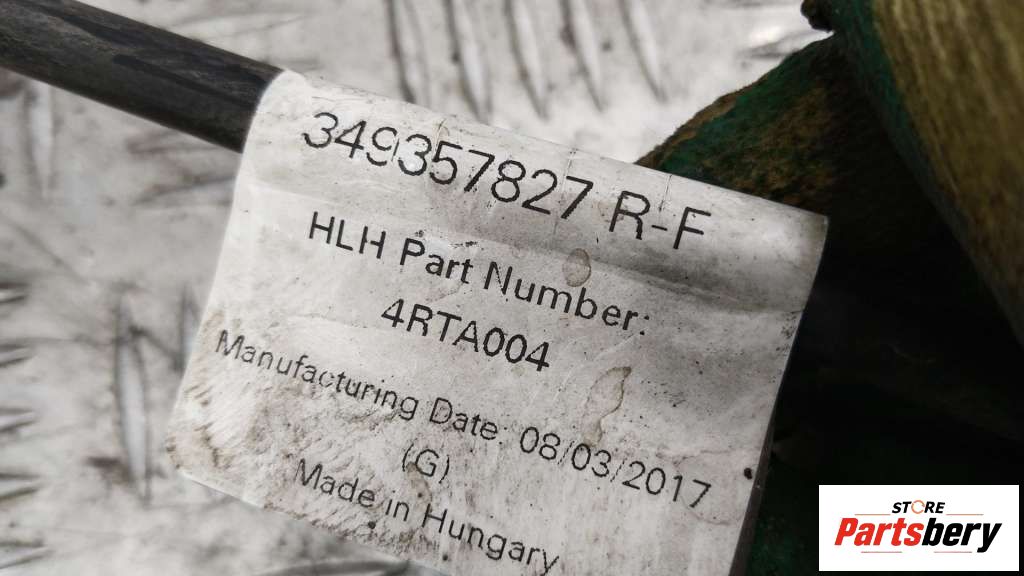 349357827 R-F
HLH Part Number:
4RTA004
Manufacturing Date: 08/03/2017
(G)
Made in Hungary
STORE
Partsbery